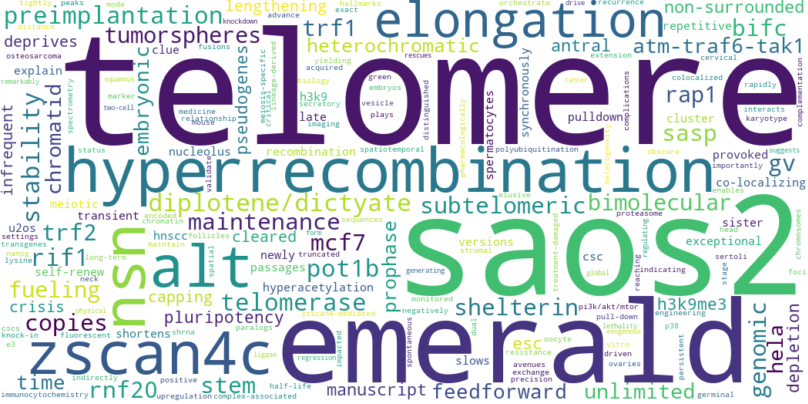 tightly peaks mode recurrence
preimplantation
lengthening
elongation
non-surrounded
distance knockdown advance hallmarks exact orchestrate drive
tumorspheres
trf1
repetitive
bifc
deprives
fusions
heterochromatic
antral
atm-traf6-tak1
osteosarcoma
clue
acquired
rescues
extension
cervical
explain
telomere
embryonic
pseudogenes
meiosis-specific
lineage-derived
critical
yielding
biology
green
embryos
distinguished
synchronously
colocalized
rapidly
complementation
spectrometry
squamous
marker
two-cell
h3k9
secretory
vesicle
cancer
rap1
interacts
karyotype
infrequent
stability
chromatid
medicine
relationship
mouse
late
imaging
plays
pulldown
complications
cluster
sasp
status
nucleolus
validate
recombination
spatiotemporal
spermatocytes
polyubiquitination
obscure
suggests
provoked
importantly
gv
hyperrecombination
co-localizing
meiotic
diplotene/dictyate
subtelomeric
bimolecular
elusive
enables
transient
encoded
chromatin
maintenance
sequences
form
proteasome
sister
head
u2os
settings
transgenes
trf2
hnscc
follicles
cleared
mcf7
versions
stromal
exceptional
sertoli
chromosomes
nanog
lysine
maintain
rif1
alt
spatial
newly
truncated
pot1b
prophase
saos2
csc
stage
indicating
regulating
reaching
foci
self-renew
long-term
nsn
passages
hyperacetylation
esc
generating
global
treatment-damaged
h3k9me3
fueling
capping
telomerase
shelterin
monitored
negatively
dual
pi3k/akt/mtor
engineering
crisis
physical
pluripotency
paralogs
pull-down
p38
copies
shortens
shrna
emerald
lethality
exogenous
persistent
genomic
hela
depletion
cscs
knock-in
e3
neck
fluorescent
zscan4c
ligase
regression
impacted
spontaneous
slows
resistance
oocyte
vitro
driven
time
indirectly
positive
half-life
avenues
exchange
precision
ovaries
immunocytochemistry
rnf20
stem
upregulation
complex-associated
manuscript
feedforward
unlimited
germinal